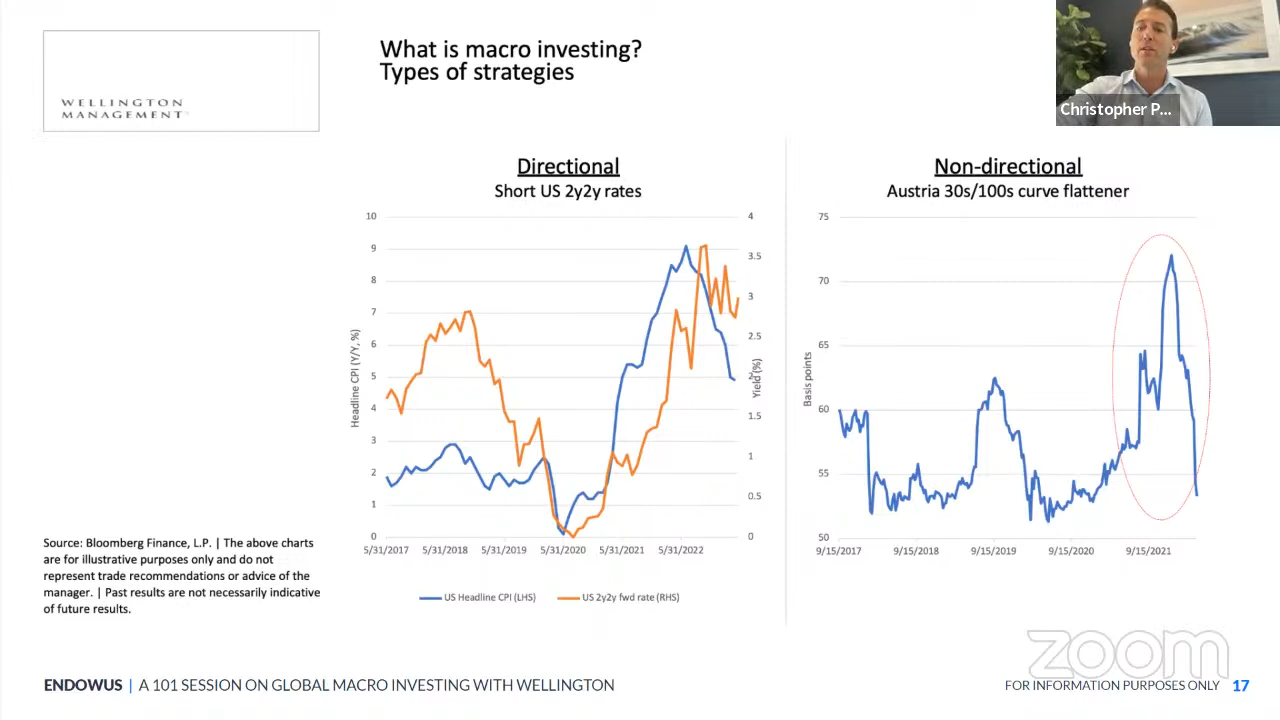 WELLINGTON
MANAGEMENT
What is macro investing?
Types of strategies
Christopher P...
Directional
Short US 2y2y rates
10
9
8
7
6
5
4
3
2
1
0
Headline CPI (Y/Y, %)
4
3.5
3
2.5
2
1.5
1
0.5
0
Yield (%)
5/31/2017 5/31/2018 5/31/2019 5/31/2020 5/31/2021 5/31/2022
US Headline CPI (LHS) US 2y2y fwd rate (RHS)
Non-directional
Austria 30s/100s curve flattener
75
70
65
60
55
50
Basis points
9/15/2017 9/15/2018 9/15/2019 9/15/2020 9/15/2021
Source: Bloomberg Finance, L.P. | The above charts
are for illustrative purposes only and do not
represent trade recommendations or advice of the
manager. | Past results are not necessarily indicative
of future results.
zoom
ENDOWUS | A 101 SESSION ON GLOBAL MACRO INVESTING WITH WELLINGTON
FOR INFORMATION PURPOSES ONLY 17